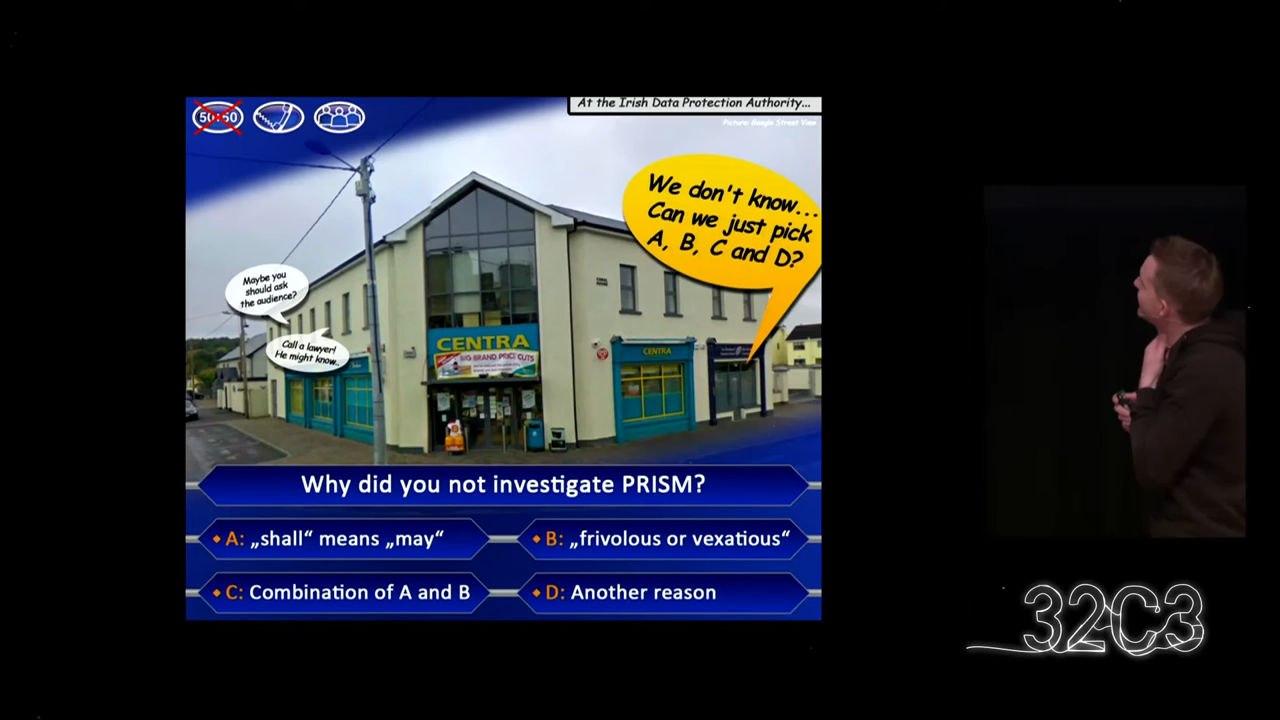 50:50
At the Irish Data Protection Authority...
Picture: Google Street View
We don't know...
Can we just pick
A, B, C and D?
Maybe you
should ask
the audience?
Call a lawyer!
He might know..
CENTRA
BIG BRAND PRICE CUTS
CENTRA
Why did you not investigate PRISM?
A: „shall“ means „may“
B: „frivolous or vexatious“
C: Combination of A and B
D: Another reason
32C3